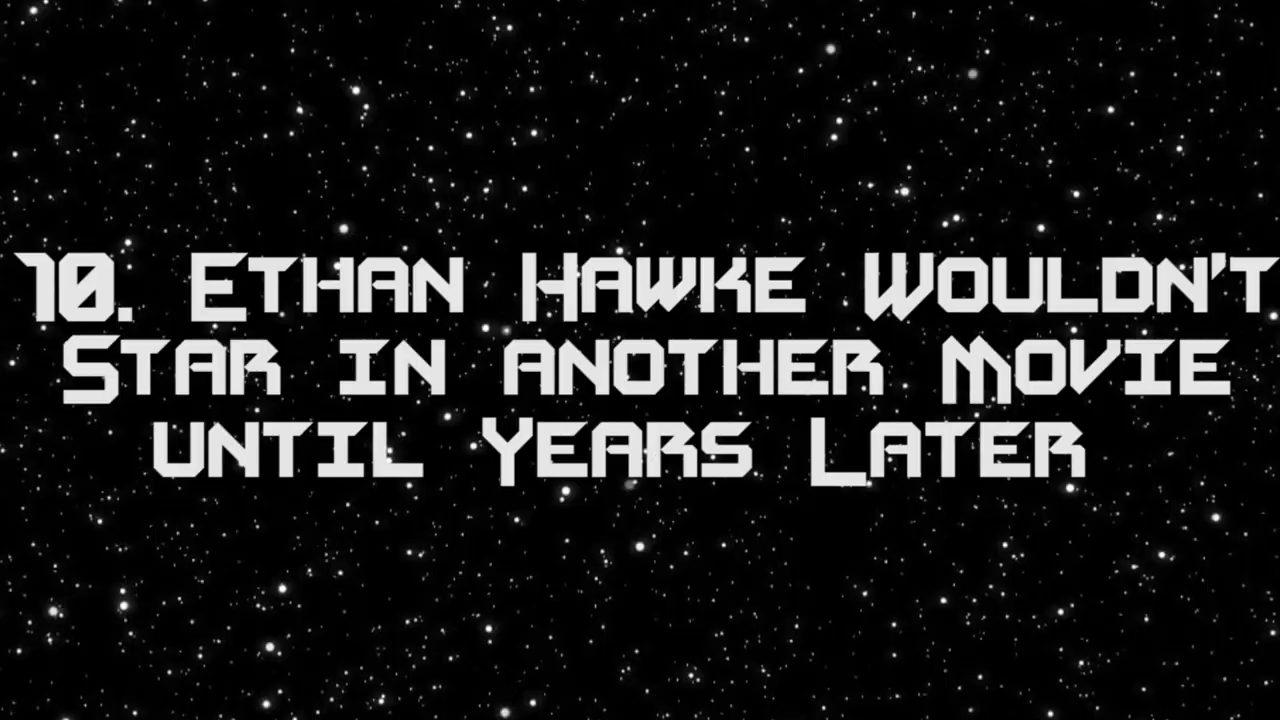 10. Ethan Hawke Wouldn't
Star in another Movie
until Years Later